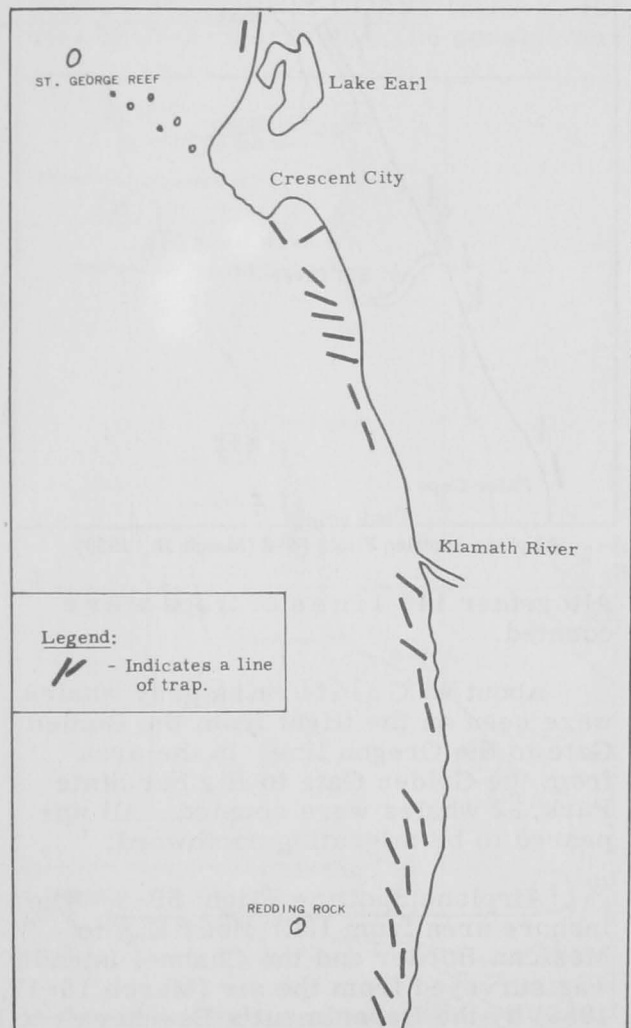 ST. GEORGE REEF
Lake Earl
Crescent City
Klamath River
Legend:
- Indicates a line
of trap.
REDDING ROCK